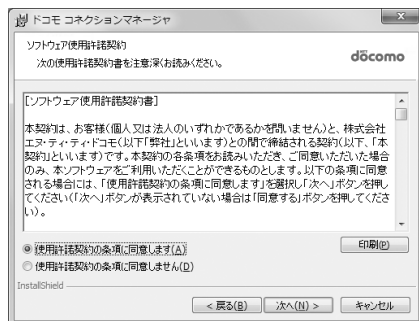 ドコモ コネクションマネージャ
ソフトウェア使用許諾契約
次の使用許諾契約書を注意深くお読みください。
döcomo
[ソフトウェア使用許諾契約書]
本契約は、お客様(個人又は法人のいずれかであるかを問いません)と、株式会社
エヌ・ティ・ティ・ドコモ(以下「弊社」といいます)との間で締結される契約(以下、「本
契約」といいます)です。本契約の各条項をお読みいただき、ご同意いただいた場合
のみ、本ソフトウェアをご利用いただくことができるものとします。以下の条項に同意
される場合には、「使用許諾契約の条項に同意します」を選択し「次へ」ボタンを押し
てください(「次へ」ボタンが表示されていない場合は「同意する」ボタンを押してくださ
い)。
使用許諾契約の条項に同意します(A)
印刷(P)
使用許諾契約の条項に同意しません(D)
InstallShield
< 戻る(B)
次へ(N) >
キャンセル